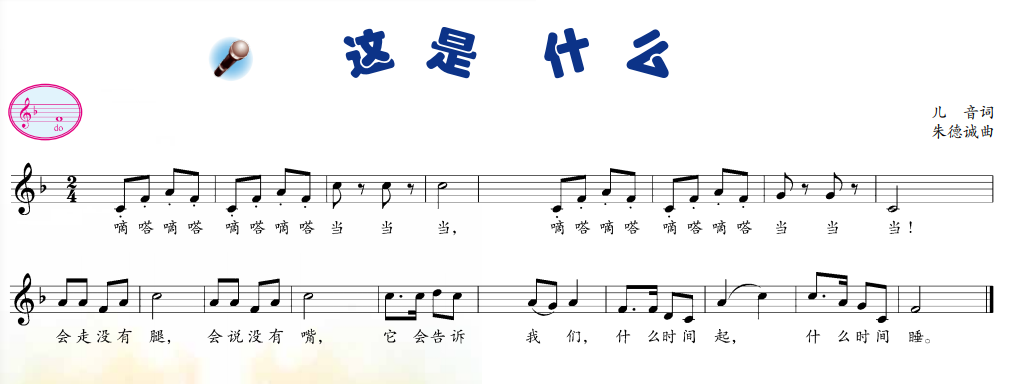 这是什么
do
儿 音词
朱德诚曲
2
4
嘀嗒嘀嗒 嘀嗒嘀嗒 当 当 当， 嘀嗒嘀嗒 嘀嗒嘀嗒 当 当 当！
会走没有 腿， 会说没有 嘴， 它 会告诉 我 们， 什 么时间 起， 什 么时间 睡。